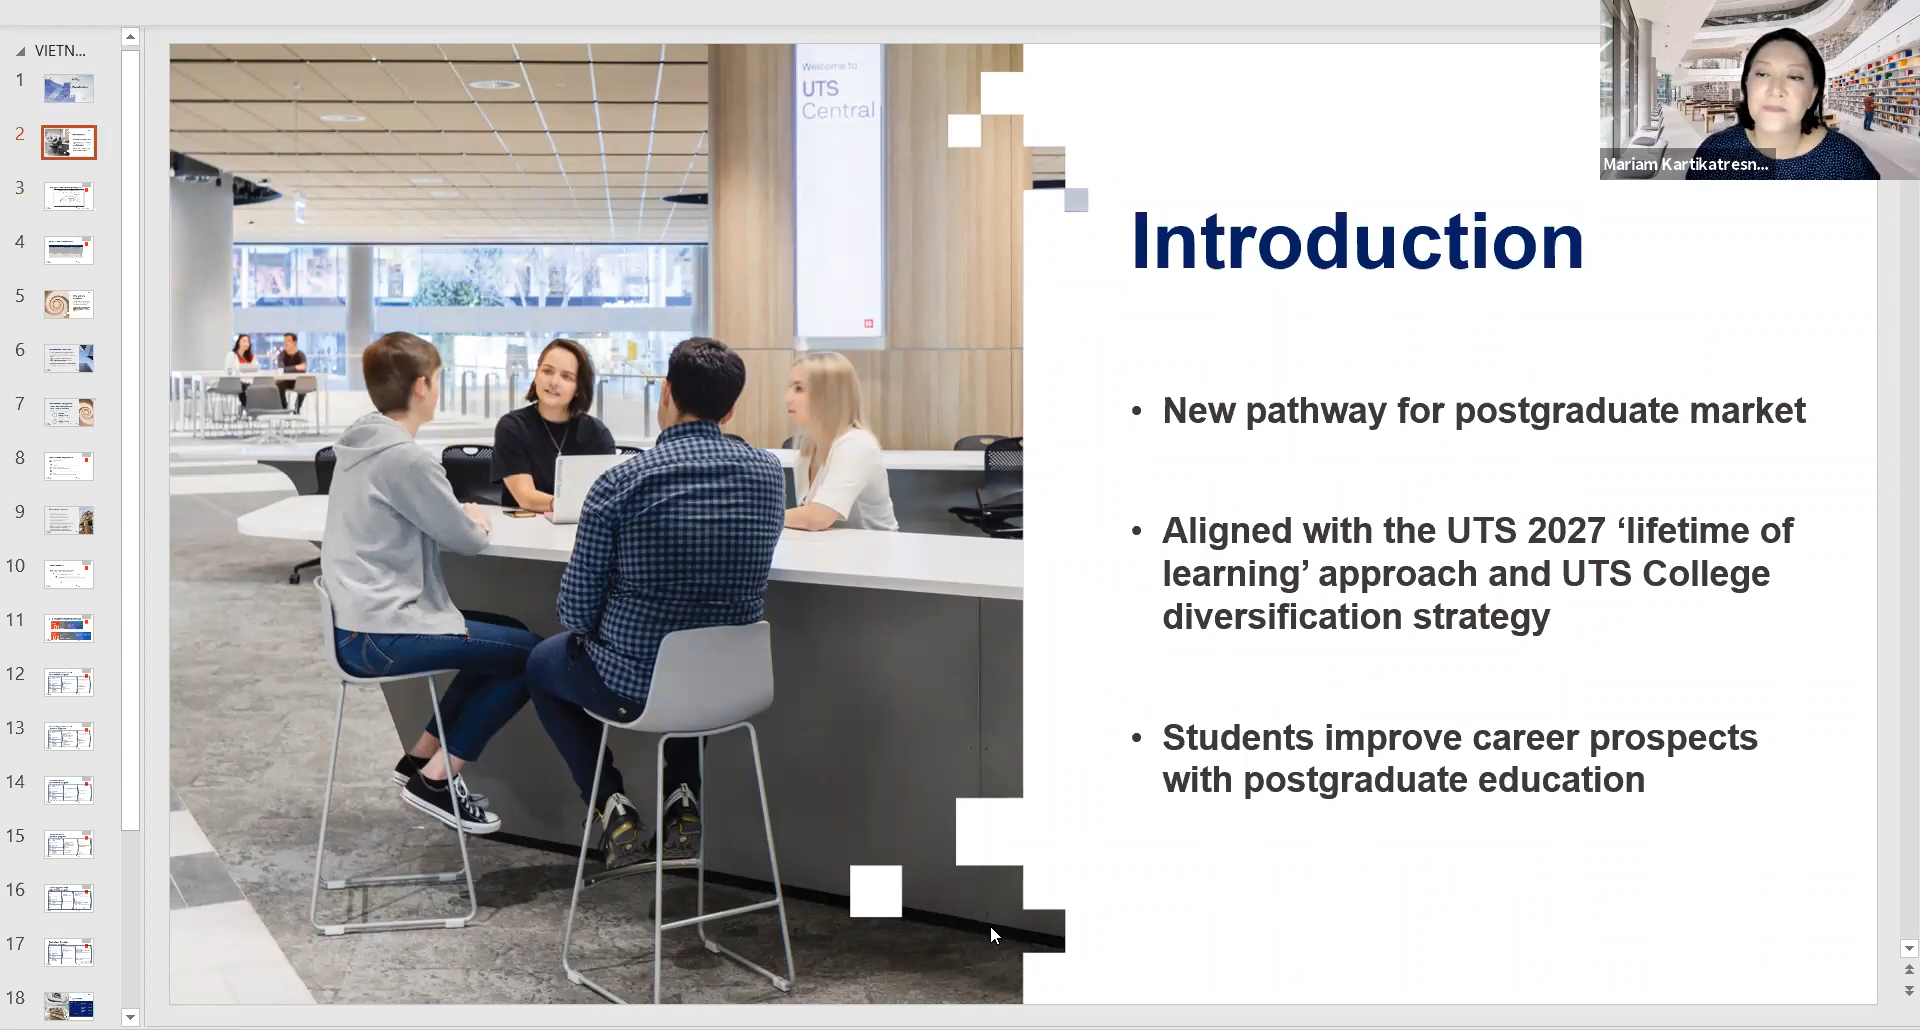 VIETN...
1
2
3
4
5
6
7
8
9
10
11
12
13
14
15
16
17
18
Welcome to
UTS
Central
Introduction
• New pathway for postgraduate market
• Aligned with the UTS 2027 ‘lifetime of
learning’ approach and UTS College
diversification strategy
• Students improve career prospects
with postgraduate education
Mariam Kartikatresn...